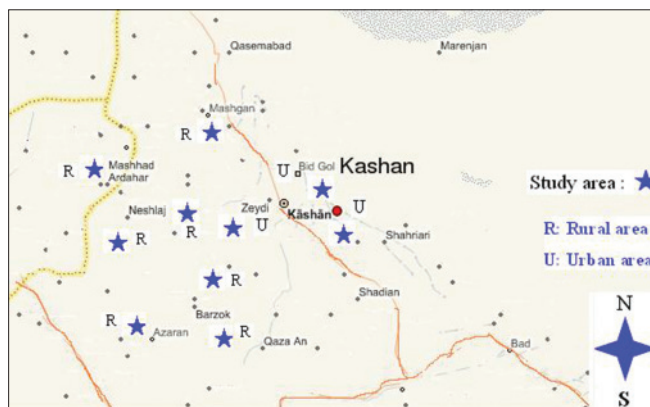 Qasemabad
Marenjan
Mashgan
R
R
Mashhad
Ardahar
U
Bid Gol
Kashan
Study area :
Neshlaj
Zeydi
Kāshān
U
R
R
U
Shahriari
R: Rural area
U: Urban area
R
Shadian
Barzok
N
R
Azaran
R
Qaza An
Bad
S